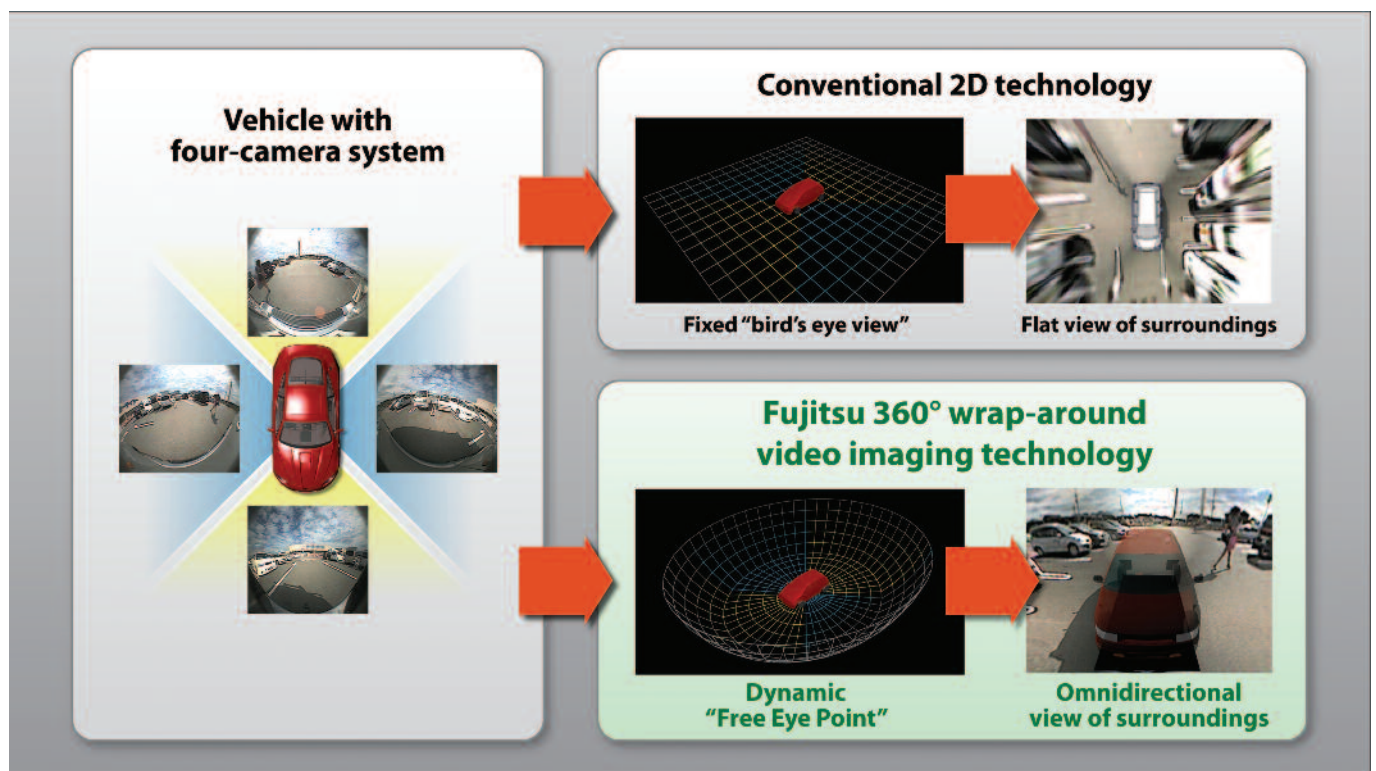 Vehicle with
four-camera system
Conventional 2D technology
Fixed “bird’s eye view”
Flat view of surroundings
Fujitsu 360° wrap-around
video imaging technology
Dynamic
“Free Eye Point”
Omnidirectional
view of surroundings